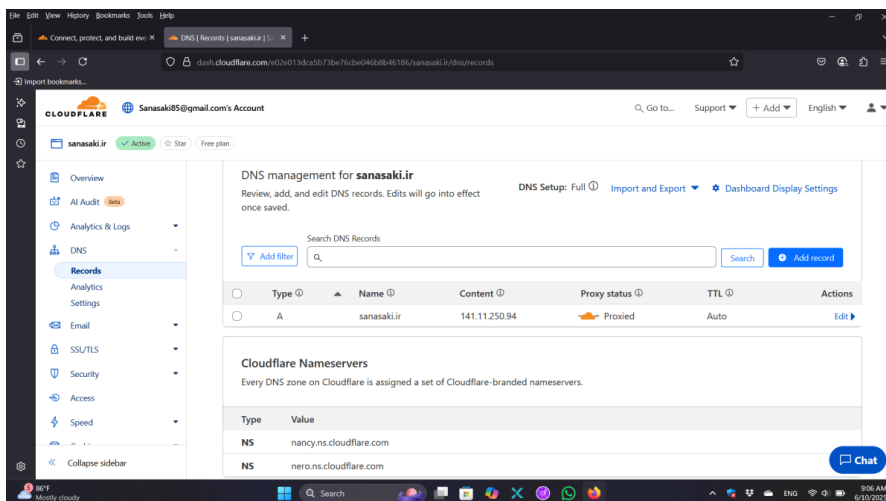 File Edit View History Bookmarks Tools Help
Connect, protect, and build eve
DNS | Records | sanasaki.ir | S
dash.cloudflare.com/e02e013dca5b73be76cbe046b8b46186/sanasaki.ir/dns/records
Import bookmarks...
CLOUDFLARE
Sanasaki85@gmail.com's Account
Go to...
Support
+ Add
English
sanasaki.ir
Active
Star
Free plan
Overview
AI Audit Beta
Analytics & Logs
DNS
Records
Analytics
Settings
Email
SSL/TLS
Security
Access
Speed
Collapse sidebar
DNS management for sanasaki.ir
Review, add, and edit DNS records. Edits will go into effect
once saved.
DNS Setup: Full
Import and Export
Dashboard Display Settings
Search DNS Records
Add filter
Search
Add record
Type Name Content Proxy status TTL Actions
A sanasaki.ir 141.11.250.94 Proxied Auto Edit
Cloudflare Nameservers
Every DNS zone on Cloudflare is assigned a set of Cloudflare-branded nameservers.
Type Value
NS nancy.ns.cloudflare.com
NS nero.ns.cloudflare.com
Chat
86°F
Mostly cloudy
Search
ENG
9:06 AM